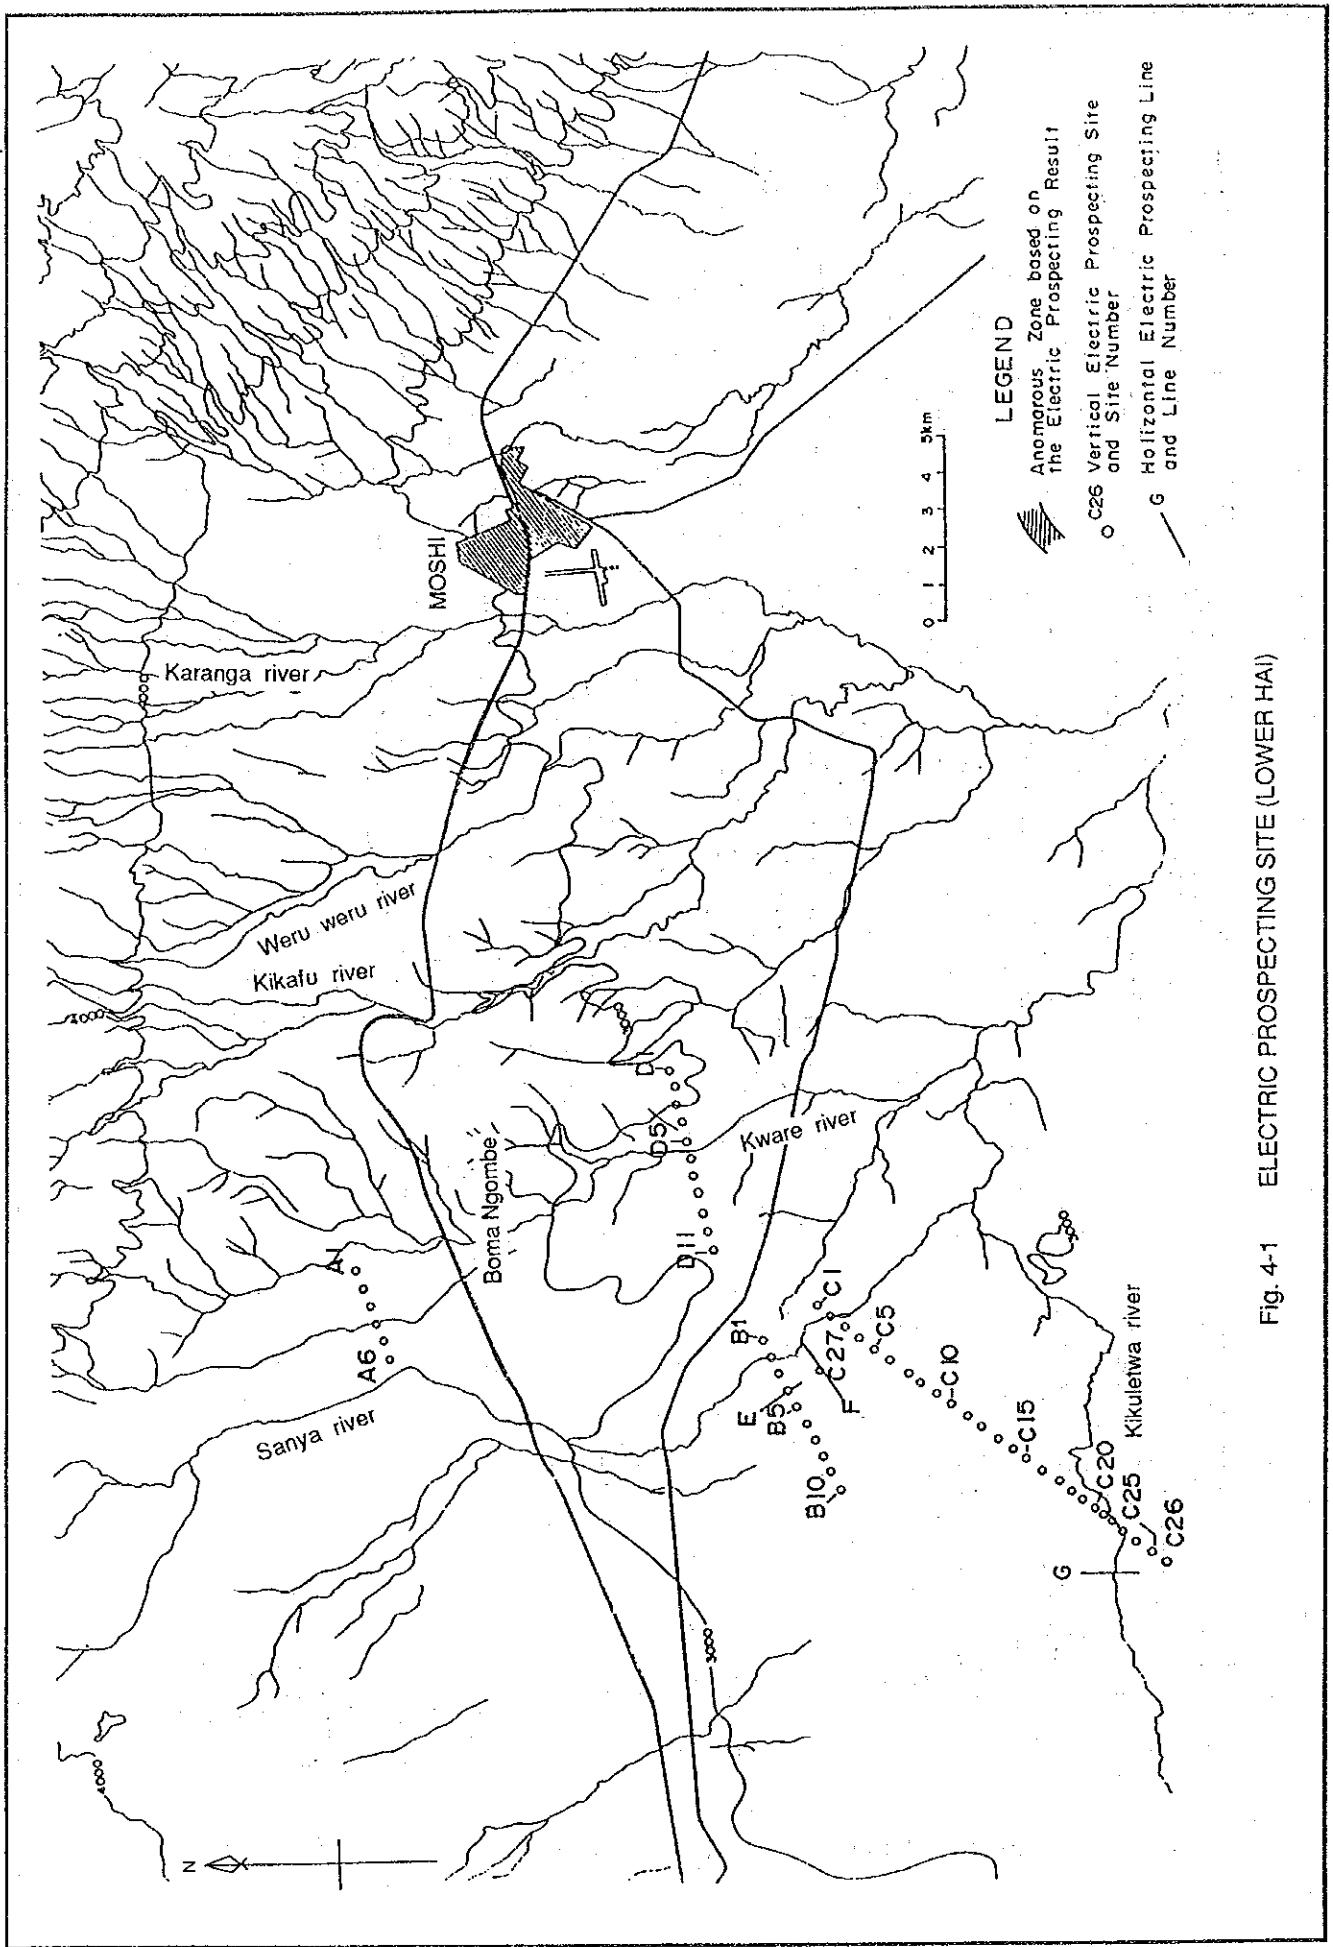 N
4000
4000
3000
Karanga river
Weru weru river
Kikafu river
MOSHI
Sanya river
A1
A6
Boma Ngombe
D
D5
D11
Kware river
B1
E
B5
B10
C1
C27
F
C5
C10
C15
C20
C25
C26
G
Kikuletwa river
3000
0 1 2 3 4 5km
LEGEND
Anomarous Zone based on
the Electric Prospecting Result
C26 Vertical Electric Prospecting Site
and Site Number
G Holizontal Electric Prospecting Line
and Line Number
Fig. 4-1 ELECTRIC PROSPECTING SITE (LOWER HAI)